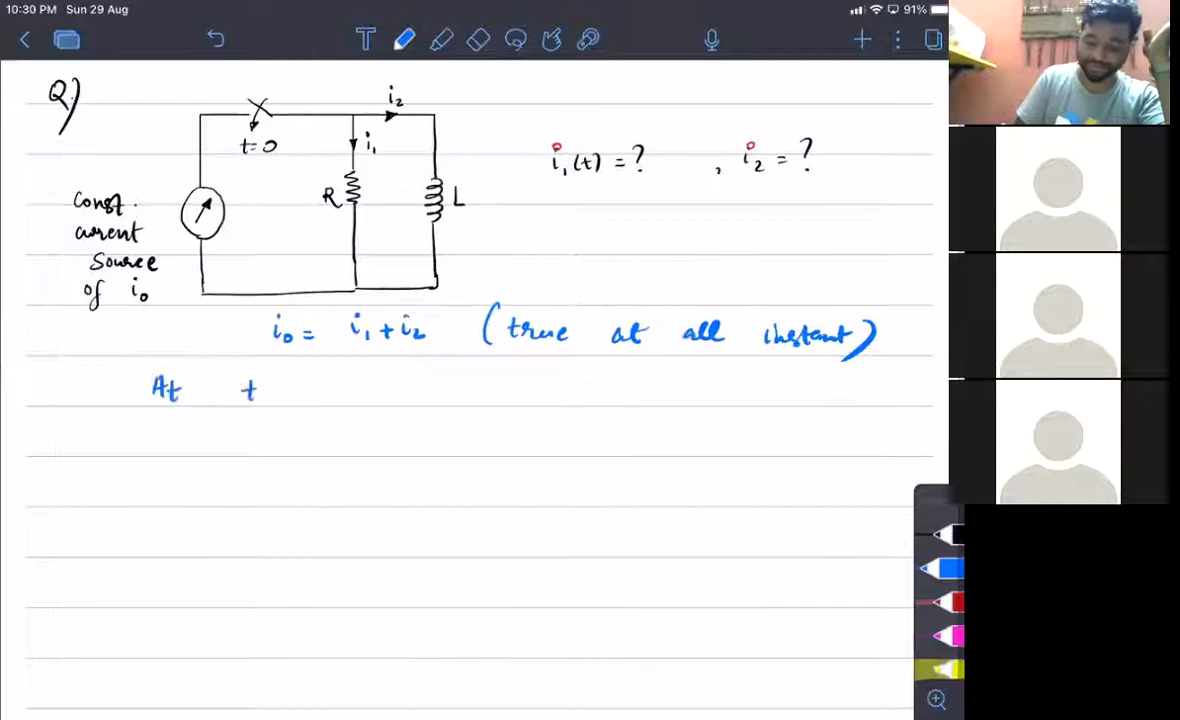 10:30 PM Sun 29 Aug
91%
T
Q)
i₂
t=0
i₁
i₁(t) = ? , i₂ = ?
R
L
Const.
current
Source
of i₀
i₀ = i₁ + i₂ (true at all instant)
At t